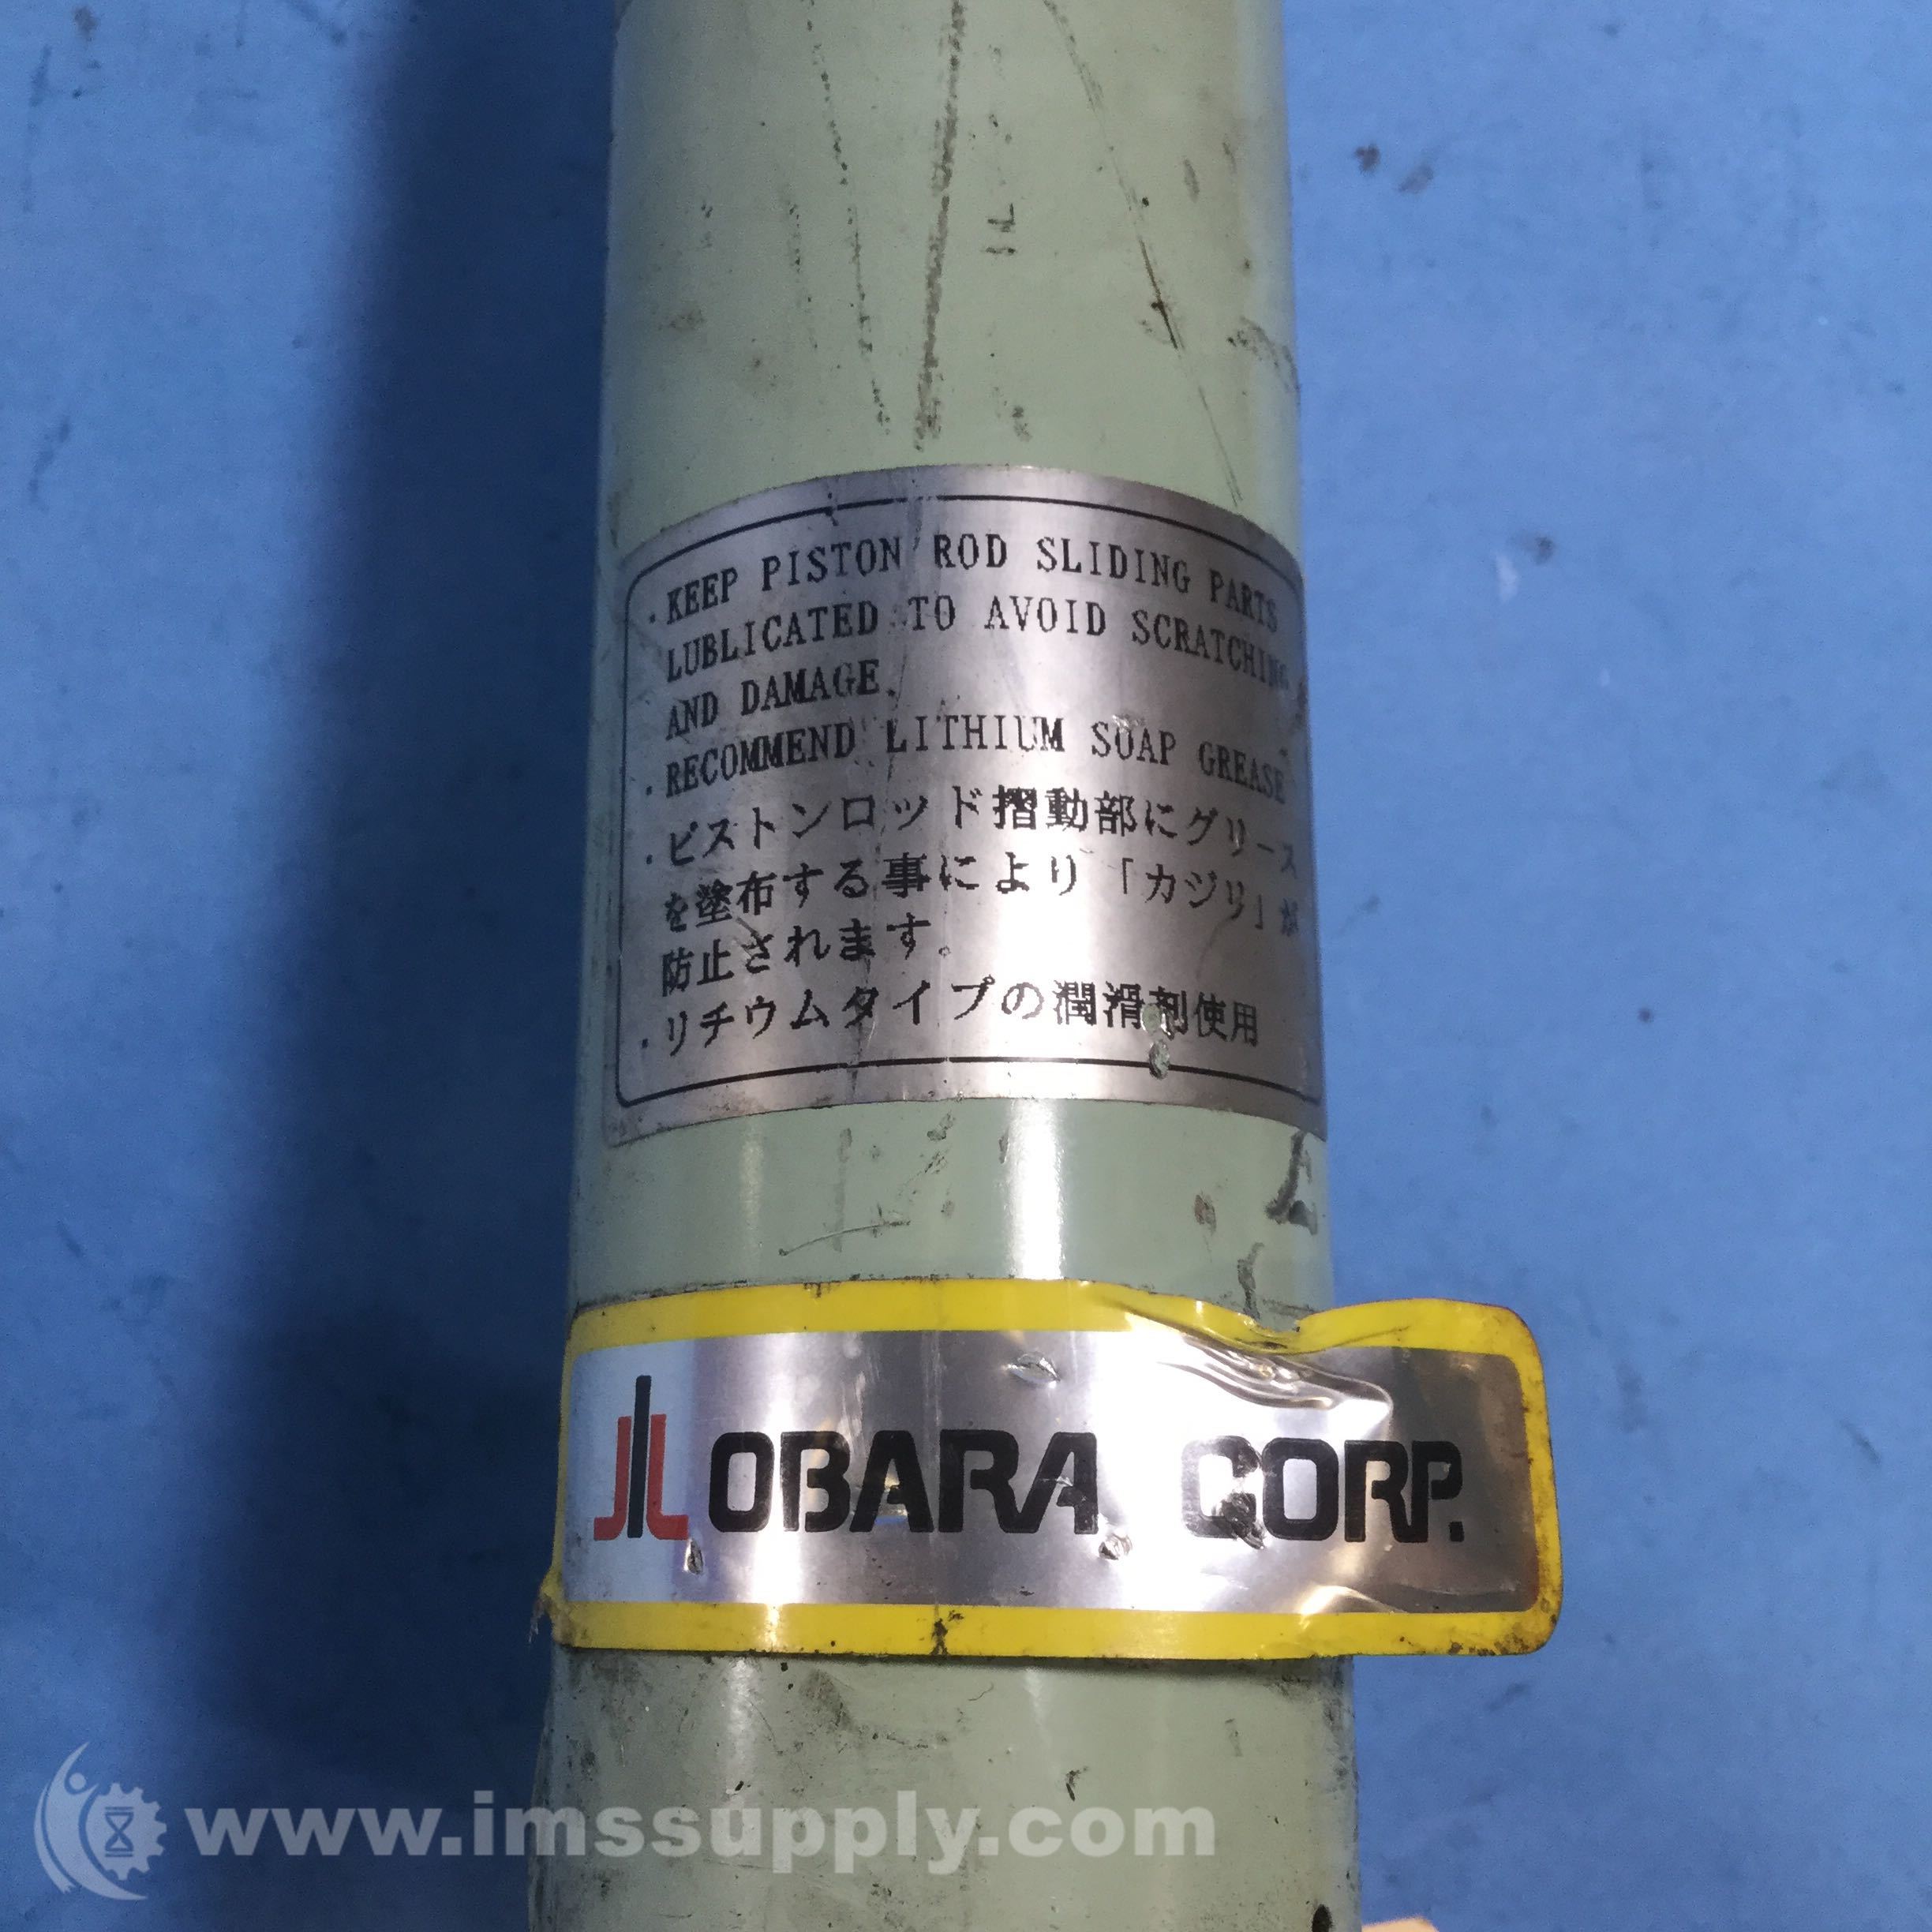 ・KEEP PISTON ROD SLIDING PARTS
LUBLICATED TO AVOID SCRATCHING
AND DAMAGE.
・RECOMMEND LITHIUM SOAP GREASE
・ピストンロッド摺動部にグリース
を塗布する事により「カジリ」が
防止されます。
・リチウムタイプの潤滑剤使用
OBARA CORP.
www.imssupply.com